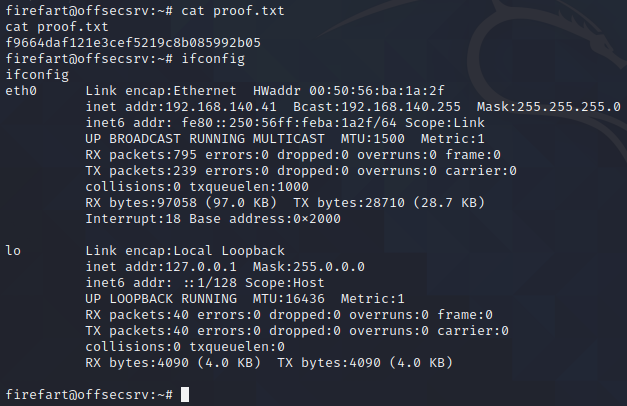 firefart@offsecsrv:~# cat proof.txt
cat proof.txt
f9664daf121e3cef5219c8b085992b05
firefart@offsecsrv:~# ifconfig
ifconfig
eth0      Link encap:Ethernet  HWaddr 00:50:56:ba:1a:2f
          inet addr:192.168.140.41  Bcast:192.168.140.255  Mask:255.255.255.0
          inet6 addr: fe80::250:56ff:feba:1a2f/64 Scope:Link
          UP BROADCAST RUNNING MULTICAST  MTU:1500  Metric:1
          RX packets:795 errors:0 dropped:0 overruns:0 frame:0
          TX packets:239 errors:0 dropped:0 overruns:0 carrier:0
          collisions:0 txqueuelen:1000
          RX bytes:97058 (97.0 KB)  TX bytes:28710 (28.7 KB)
          Interrupt:18 Base address:0×2000
lo        Link encap:Local Loopback
          inet addr:127.0.0.1  Mask:255.0.0.0
          inet6 addr: ::1/128 Scope:Host
          UP LOOPBACK RUNNING  MTU:16436  Metric:1
          RX packets:40 errors:0 dropped:0 overruns:0 frame:0
          TX packets:40 errors:0 dropped:0 overruns:0 carrier:0
          collisions:0 txqueuelen:0
          RX bytes:4090 (4.0 KB)  TX bytes:4090 (4.0 KB)
firefart@offsecsrv:~#